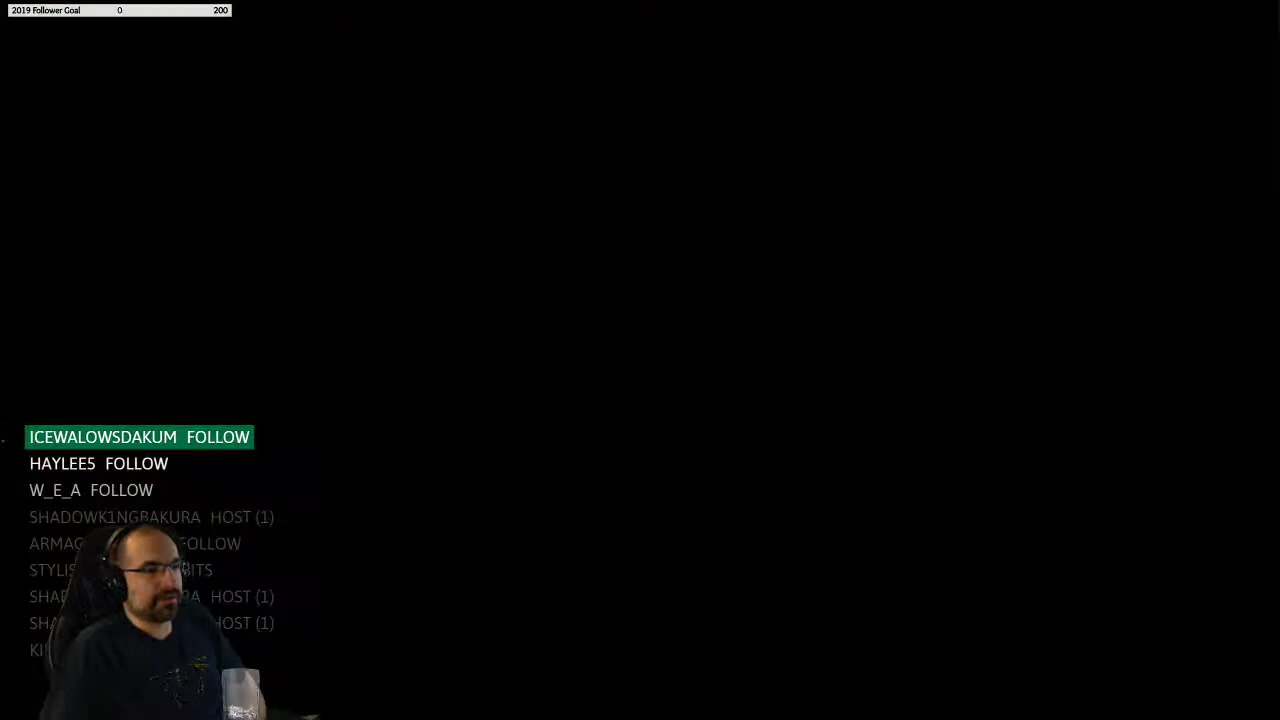 2019 Follower Goal 0 200
ICEWALOWSDAKUM FOLLOW
HAYLEE5 FOLLOW
W_E_A FOLLOW
SHADOWK1NGBAKURA HOST (1)
FOLLOW
HOST (1)
HOST (1)